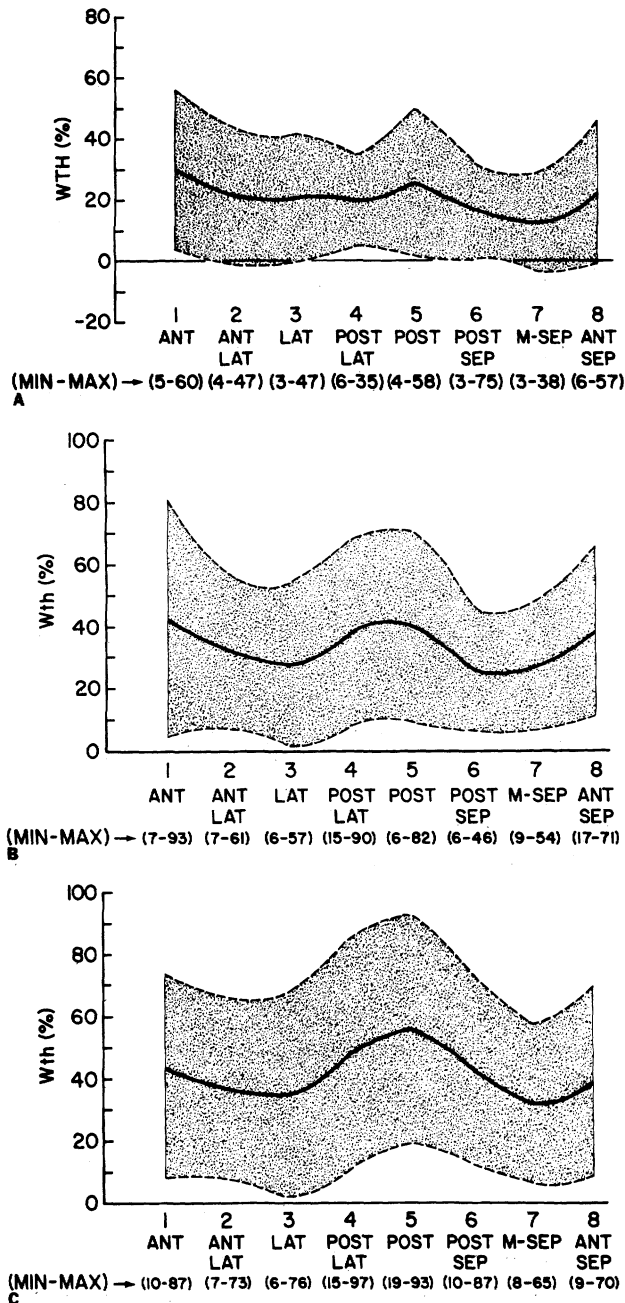 80
60
40
20
0
-20
WTH (%)
1 2 3 4 5 6 7 8
ANT ANT LAT POST POST POST M-SEP ANT
LAT LAT SEP SEP
(MIN-MAX) → (5-60) (4-47) (3-47) (6-35) (4-58) (3-75) (3-38) (6-57)
A
100
80
60
40
20
0
Wth (%)
1 2 3 4 5 6 7 8
ANT ANT LAT POST POST POST M-SEP ANT
LAT LAT SEP SEP
(MIN-MAX) → (7-93) (7-61) (6-57) (15-90) (6-82) (6-46) (9-54) (17-71)
B
100
80
60
40
20
0
Wth (%)
1 2 3 4 5 6 7 8
ANT ANT LAT POST POST POST M-SEP ANT
LAT LAT SEP SEP
(MIN-MAX) → (10-87) (7-73) (6-76) (15-97) (19-93) (10-87) (8-65) (9-70)
C